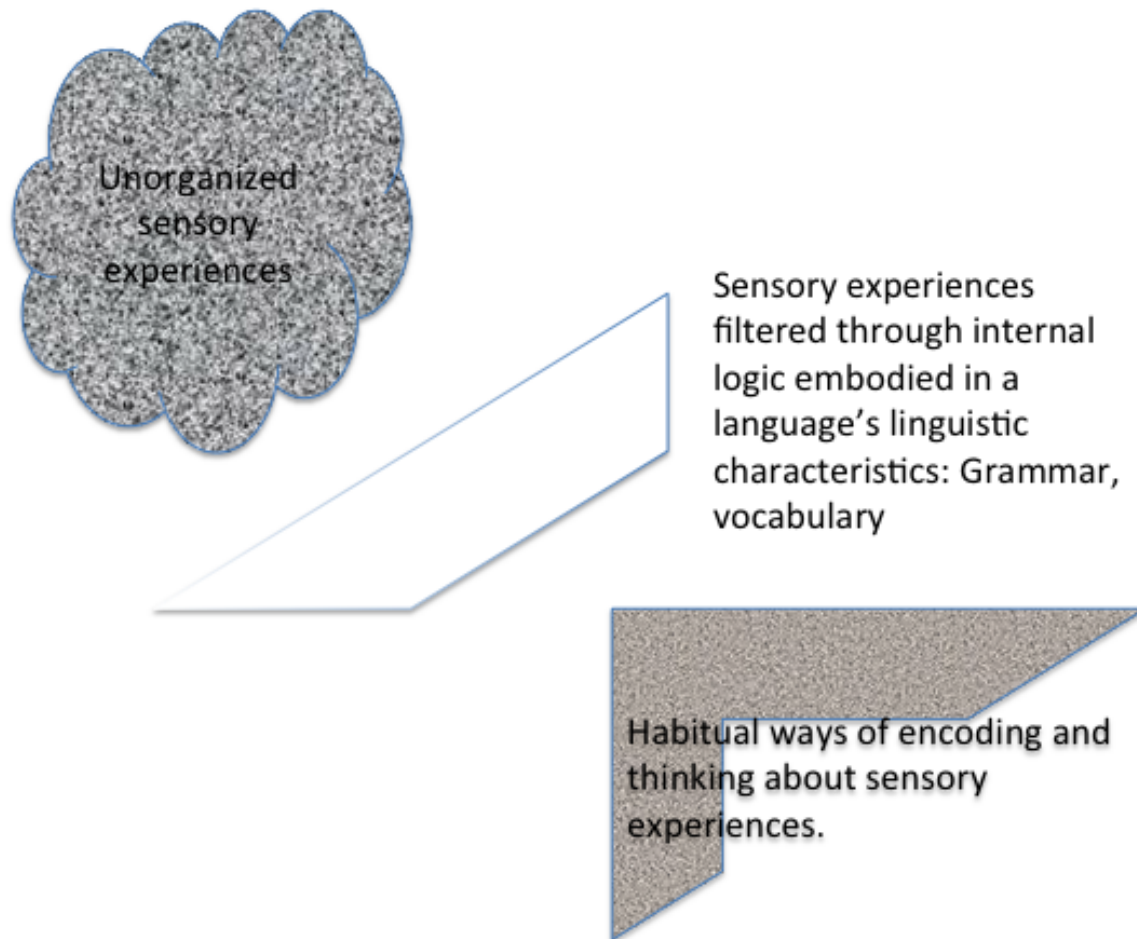 Unorganized
sensory
experiences
Sensory experiences
filtered through internal
logic embodied in a
language’s linguistic
characteristics: Grammar,
vocabulary
Habitual ways of encoding and
thinking about sensory
experiences.